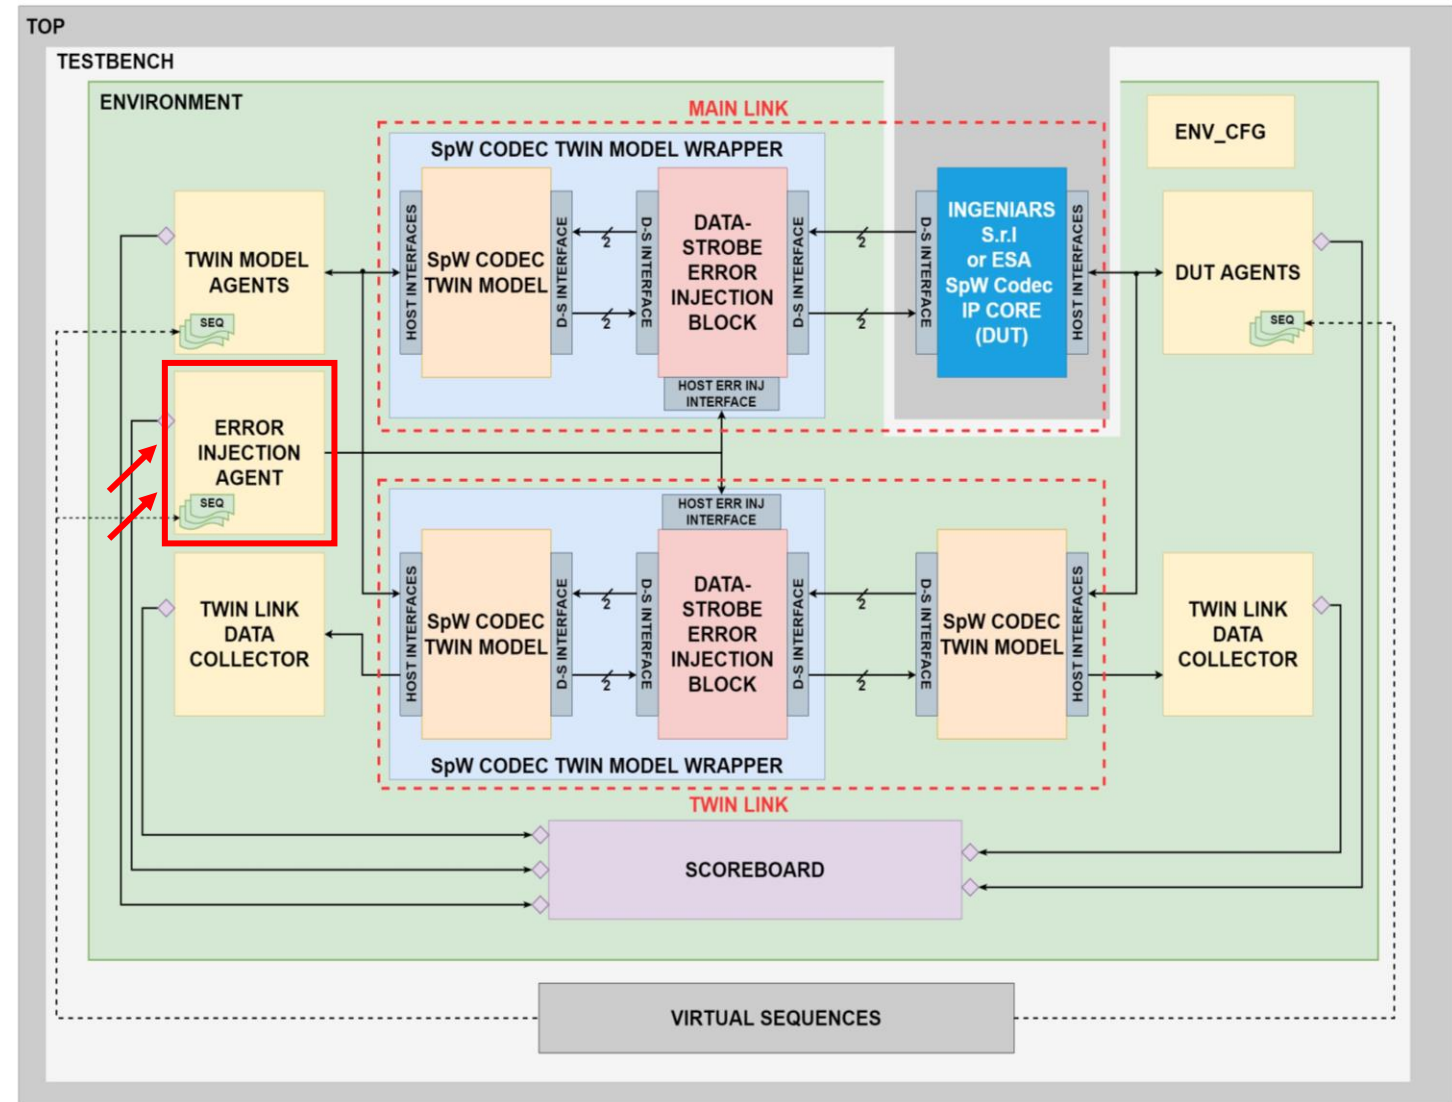 TOP
TESTBENCH
ENVIRONMENT
MAIN LINK
ENV_CFG
SpW CODEC TWIN MODEL WRAPPER
TWIN MODEL
AGENTS
SEQ
HOST INTERFACES
SpW CODEC
TWIN MODEL
D-S INTERFACE
2
2
D-S INTERFACE
DATA-
STROBE
ERROR
INJECTION
BLOCK
D-S INTERFACE
HOST ERR INJ
INTERFACE
2
2
D-S INTERFACE
INGENIARS
S.r.l
or ESA
SpW Codec
IP CORE
(DUT)
HOST INTERFACES
DUT AGENTS
SEQ
ERROR
INJECTION
AGENT
SEQ
HOST ERR INJ
INTERFACE
TWIN LINK
DATA
COLLECTOR
HOST INTERFACES
SpW CODEC
TWIN MODEL
D-S INTERFACE
2
2
D-S INTERFACE
DATA-
STROBE
ERROR
INJECTION
BLOCK
D-S INTERFACE
2
2
D-S INTERFACE
SpW CODEC
TWIN MODEL
HOST INTERFACES
TWIN LINK
DATA
COLLECTOR
SpW CODEC TWIN MODEL WRAPPER
TWIN LINK
SCOREBOARD
VIRTUAL SEQUENCES